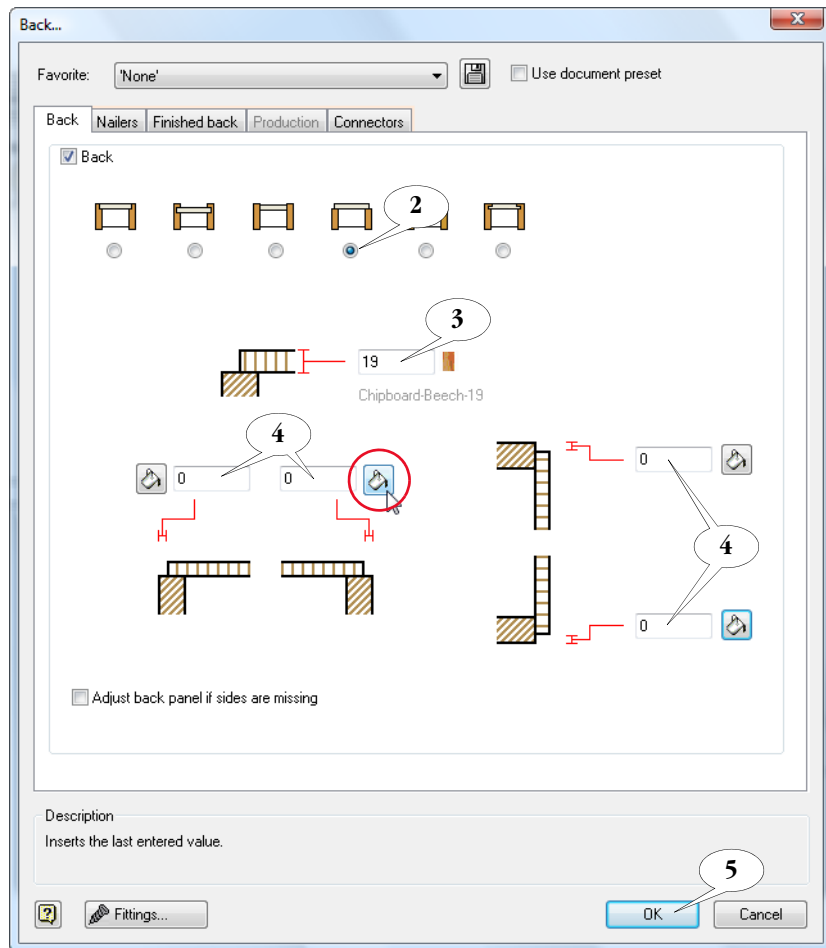 Back...
Favorite: 'None' Use document preset
Back Nailers Finished back Production Connectors
Back
2
3
19
Chipboard-Beech-19
4
0 0 0
4
0
Adjust back panel if sides are missing
Description
Inserts the last entered value.
5
Fittings... OK Cancel